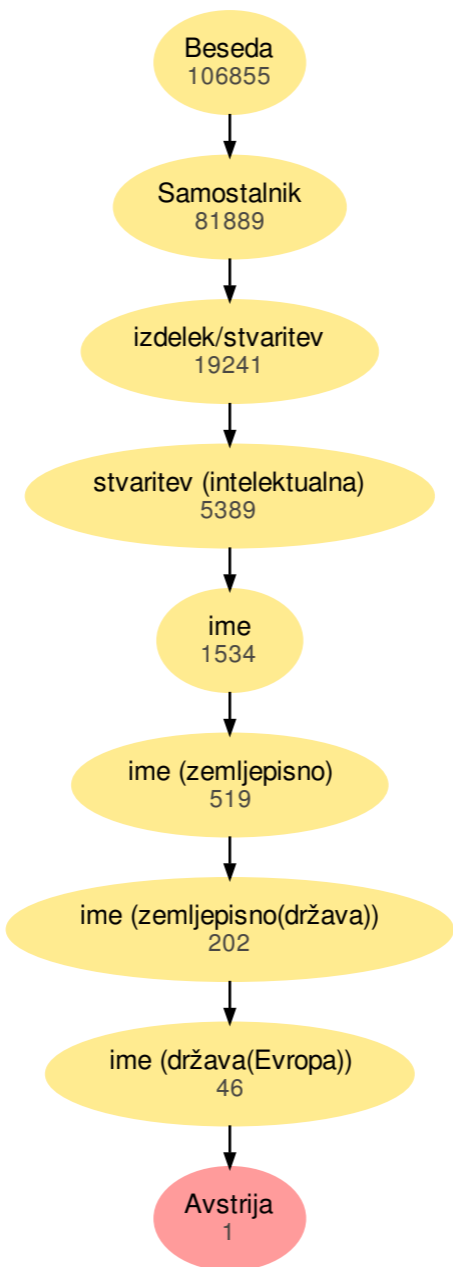 Beseda
106855
Samostalnik
81889
izdelek/stvaritev
19241
stvaritev (intelektualna)
5389
ime
1534
ime (zemljepisno)
519
ime (zemljepisno(država))
202
ime (država(Evropa))
46
Avstrija
1